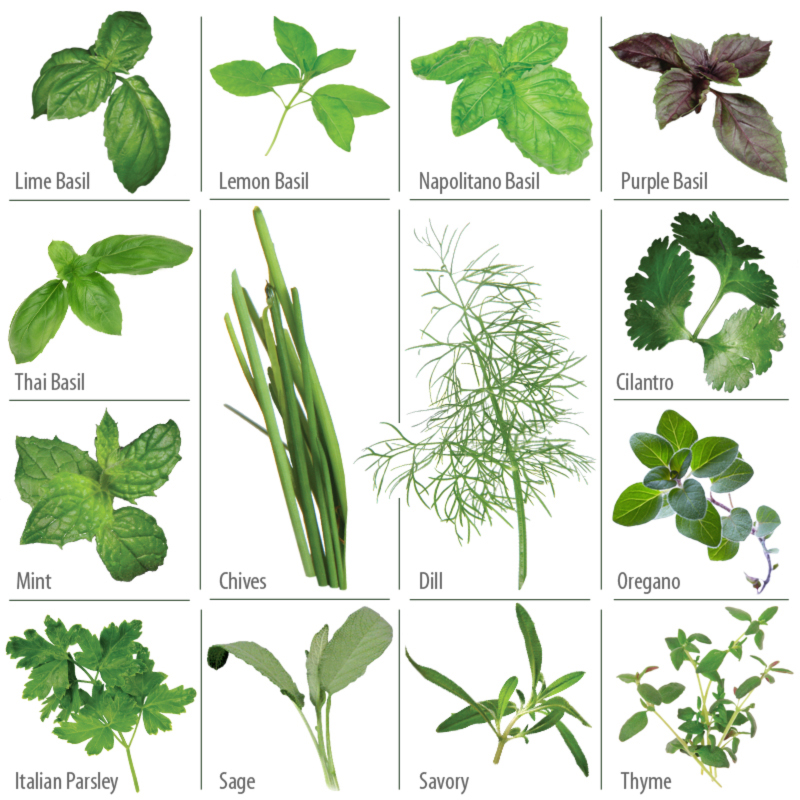 Lime Basil
Lemon Basil
Napolitano Basil
Purple Basil
Thai Basil
Cilantro
Mint
Chives
Dill
Oregano
Italian Parsley
Sage
Savory
Thyme